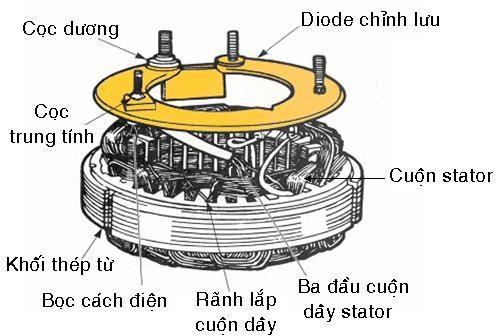 Cọc dương
Diode chỉnh lưu
Cọc
trung tính
Cuộn stator
Khối thép từ
Bọc cách điện
Rãnh lắp
cuộn dây
Ba đầu cuộn
dây stator